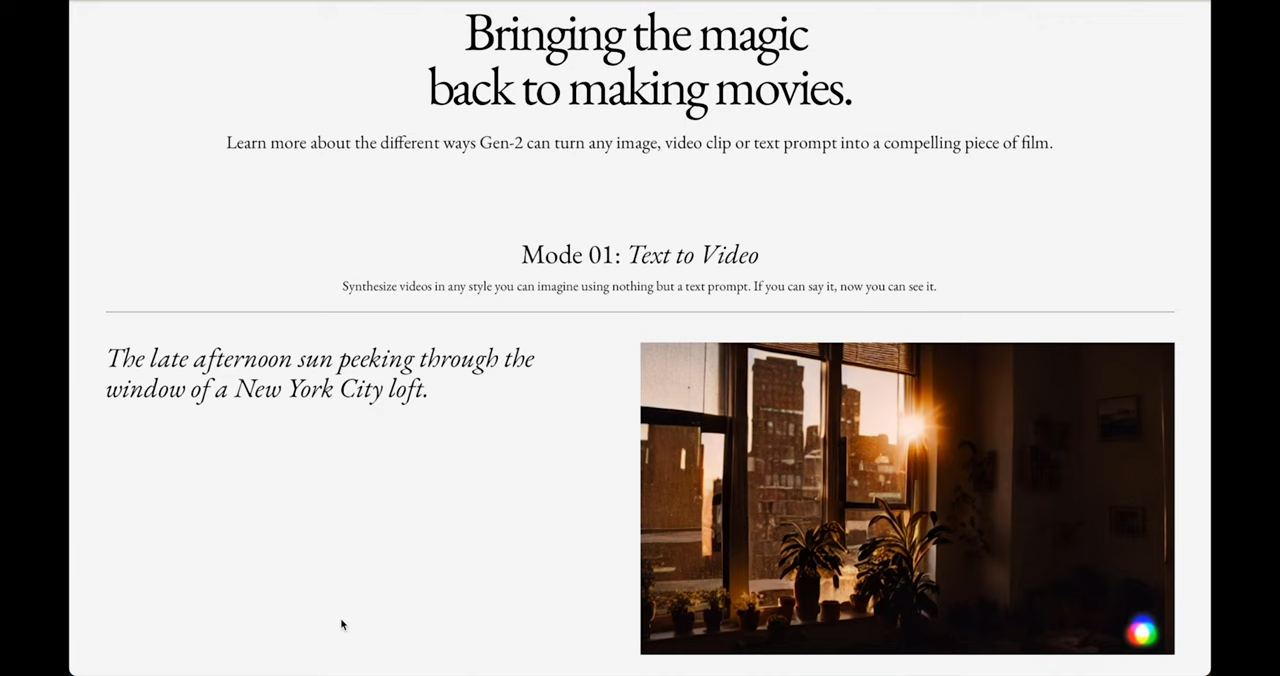 Bringing the magic
back to making movies.
Learn more about the different ways Gen-2 can turn any image, video clip or text prompt into a compelling piece of film.
Mode 01: Text to Video
Synthesize videos in any style you can imagine using nothing but a text prompt. If you can say it, now you can see it.
The late afternoon sun peeking through the
window of a New York City loft.